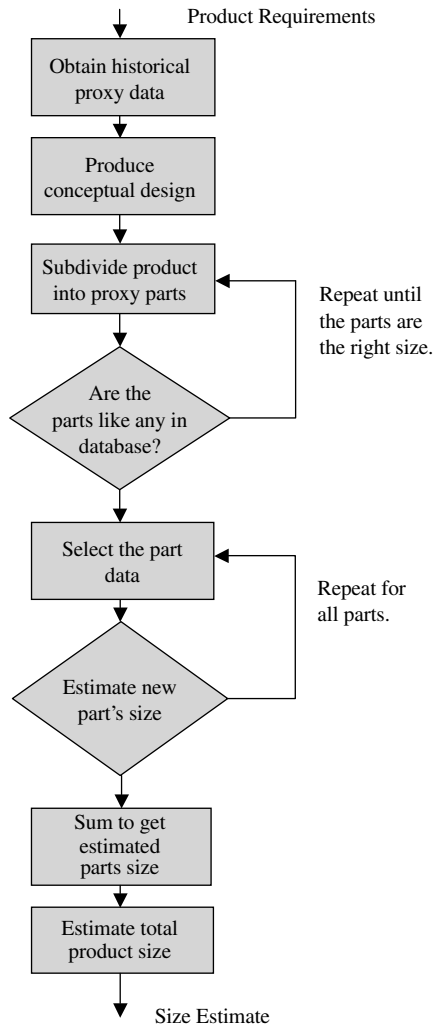 Product Requirements
Obtain historical
proxy data
Produce
conceptual design
Subdivide product
into proxy parts
Repeat until
the parts are
the right size.
Are the
parts like any in
database?
Select the part
data
Repeat for
all parts.
Estimate new
part's size
Sum to get
estimated
parts size
Estimate total
product size
Size Estimate